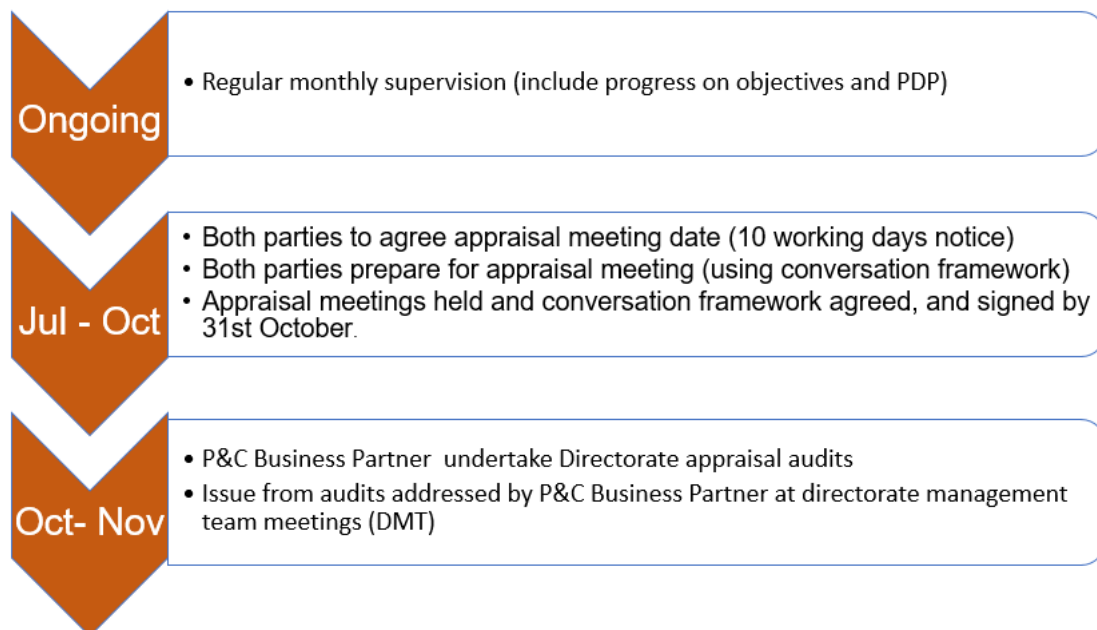 Ongoing
• Regular monthly supervision (include progress on objectives and PDP)
Jul - Oct
• Both parties to agree appraisal meeting date (10 working days notice)
• Both parties prepare for appraisal meeting (using conversation framework)
• Appraisal meetings held and conversation framework agreed, and signed by
31st October.
Oct- Nov
• P&C Business Partner undertake Directorate appraisal audits
• Issue from audits addressed by P&C Business Partner at directorate management
team meetings (DMT)